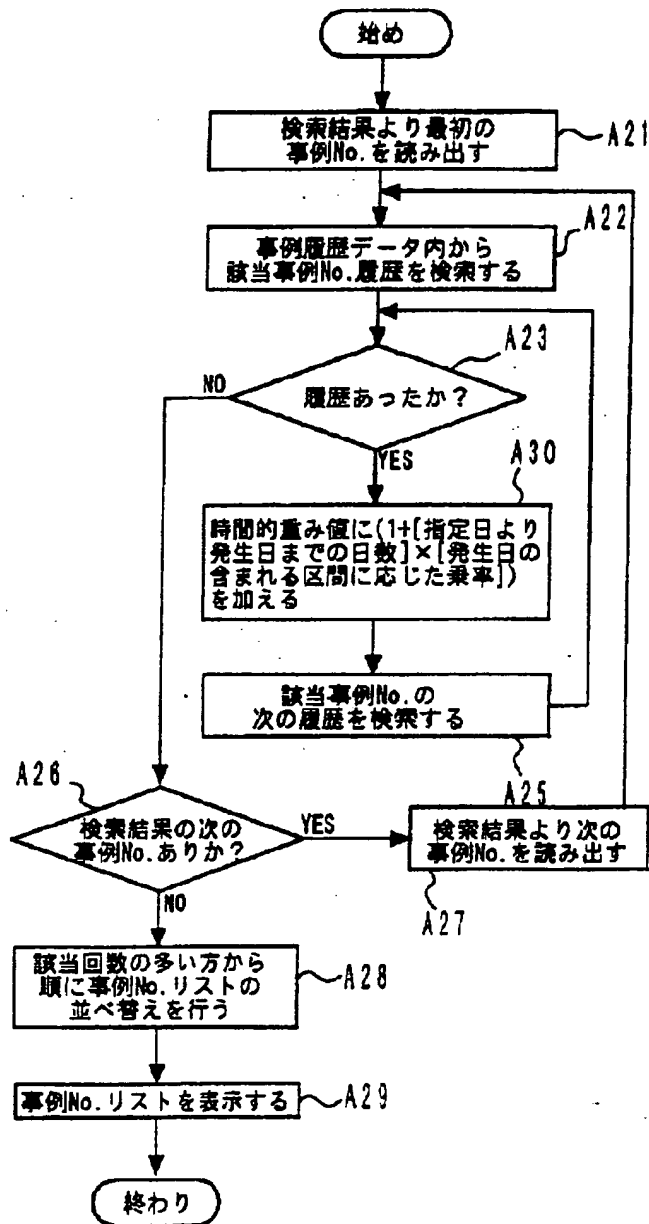 始め
検索結果より最初の
事例No.を読み出す
A21
A22
事例履歴データ内から
該当事例No.履歴を検索する
A23
NO
履歴あったか？
YES
A30
時間的重み値に(1+[指定日より
発生日までの日数]×[発生日の
含まれる区間に応じた乗率])
を加える
該当事例No.の
次の履歴を検索する
A25
A26
検索結果の次の
事例No.ありか？
YES
検索結果より次の
事例No.を読み出す
A27
NO
該当回数の多い方から
順に事例No.リストの
並べ替えを行う
A28
事例No.リストを表示する
A29
終わり